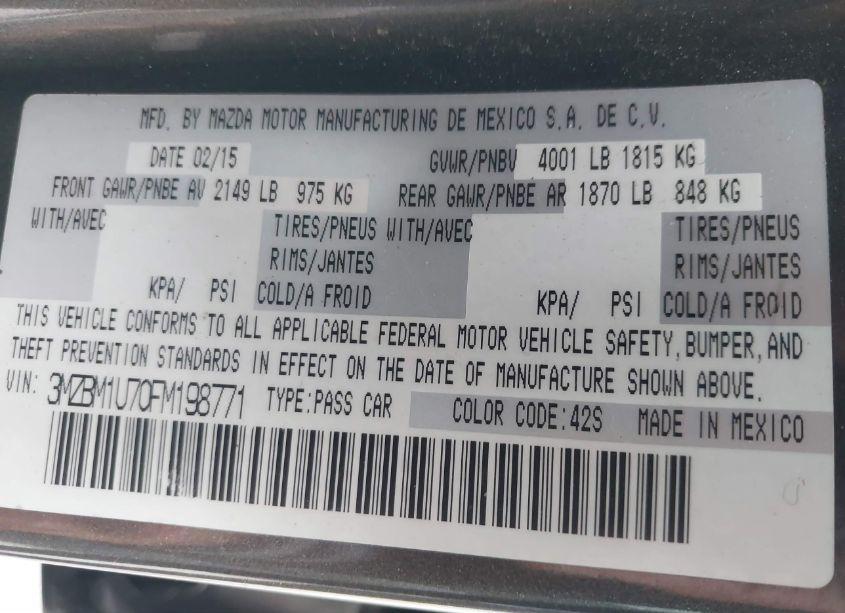 MFD. BY MAZDA MOTOR MANUFACTURING DE MEXICO S.A. DE C.V.
DATE 02/15 GVWR/PNBV 4001 LB 1815 KG
FRONT GAWR/PNBE AV 2149 LB 975 KG REAR GAWR/PNBE AR 1870 LB 848 KG
WITH/AVEC TIRES/PNEUS WITH/AVEC TIRES/PNEUS
RIMS/JANTES RIMS/JANTES
KPA/ PSI COLD/A FROID KPA/ PSI COLD/A FROID
THIS VEHICLE CONFORMS TO ALL APPLICABLE FEDERAL MOTOR VEHICLE SAFETY, BUMPER, AND
THEFT PREVENTION STANDARDS IN EFFECT ON THE DATE OF MANUFACTURE SHOWN ABOVE.
VIN: 3MZBM1U70FM198771 TYPE:PASS CAR COLOR CODE:42S MADE IN MEXICO